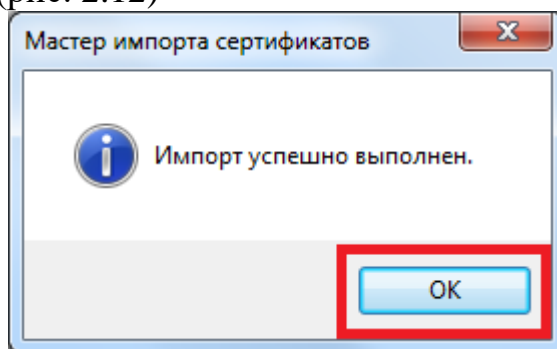 (рис. 2.12)
Мастер импорта сертификатов
Импорт успешно выполнен.
OK